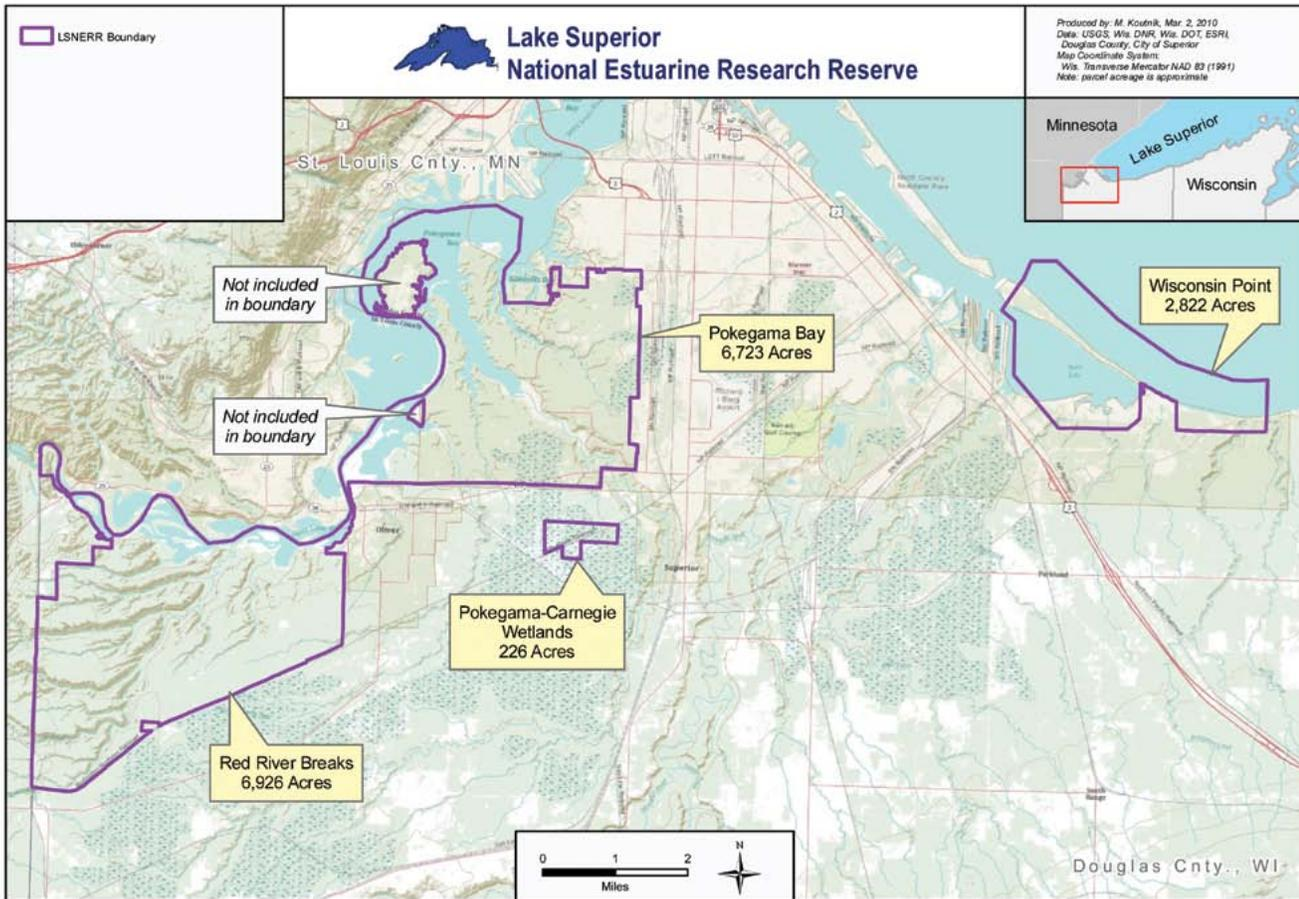 LSNERR Boundary
Lake Superior
National Estuarine Research Reserve
Produced by: M. Koutnik, Mar. 2, 2010
Data: USGS, Wis. DNR, Wis. DOT, ESRI,
Douglas County, City of Superior
Map Coordinate System:
Wis. Transverse Mercator NAD 83 (1991)
Note: parcel acreage is approximate
Minnesota
Lake Superior
Wisconsin
St. Louis Cnty., MN
Not included
in boundary
Wisconsin Point
2,822 Acres
Pokegama Bay
6,723 Acres
Not included
in boundary
Oliver
Superior
Parkland
Pokegama-Carnegie
Wetlands
226 Acres
Red River Breaks
6,926 Acres
South
Range
0 1 2
Miles
N
Douglas Cnty., WI